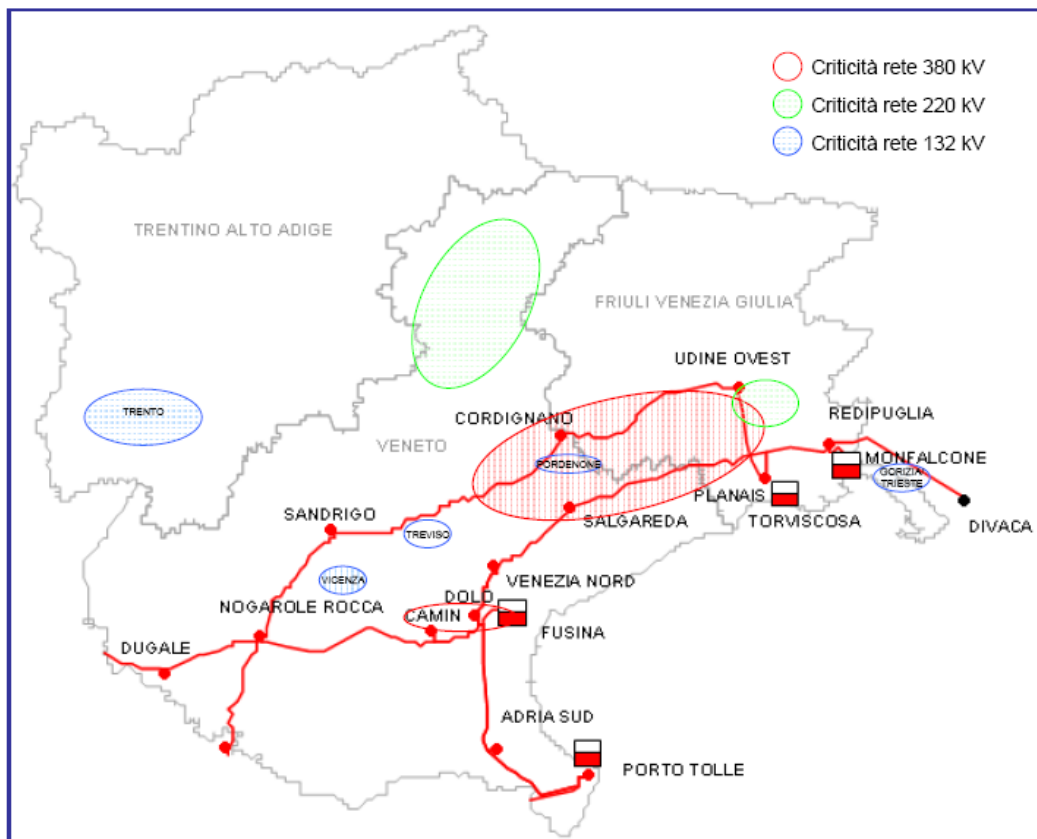 Criticità rete 380 kV
Criticità rete 220 kV
Criticità rete 132 kV
TRENTINO ALTO ADIGE
FRIULI VENEZIA GIULIA
UDINE OVEST
TRENTO
CORDIGNANO
REDIPUGLIA
VENETO
MONFALCONE
PORDENONE
GORIZIA/
TRIESTE
PLANAIS
DIVACA
SANDRIGO
SALGAREDA
TORVISCOSA
TREVISO
VICENZA
VENEZIA NORD
DOLO
NOGAROLE ROCCA
CAMIN
FUSINA
DUGALE
ADRIA SUD
PORTO TOLLE